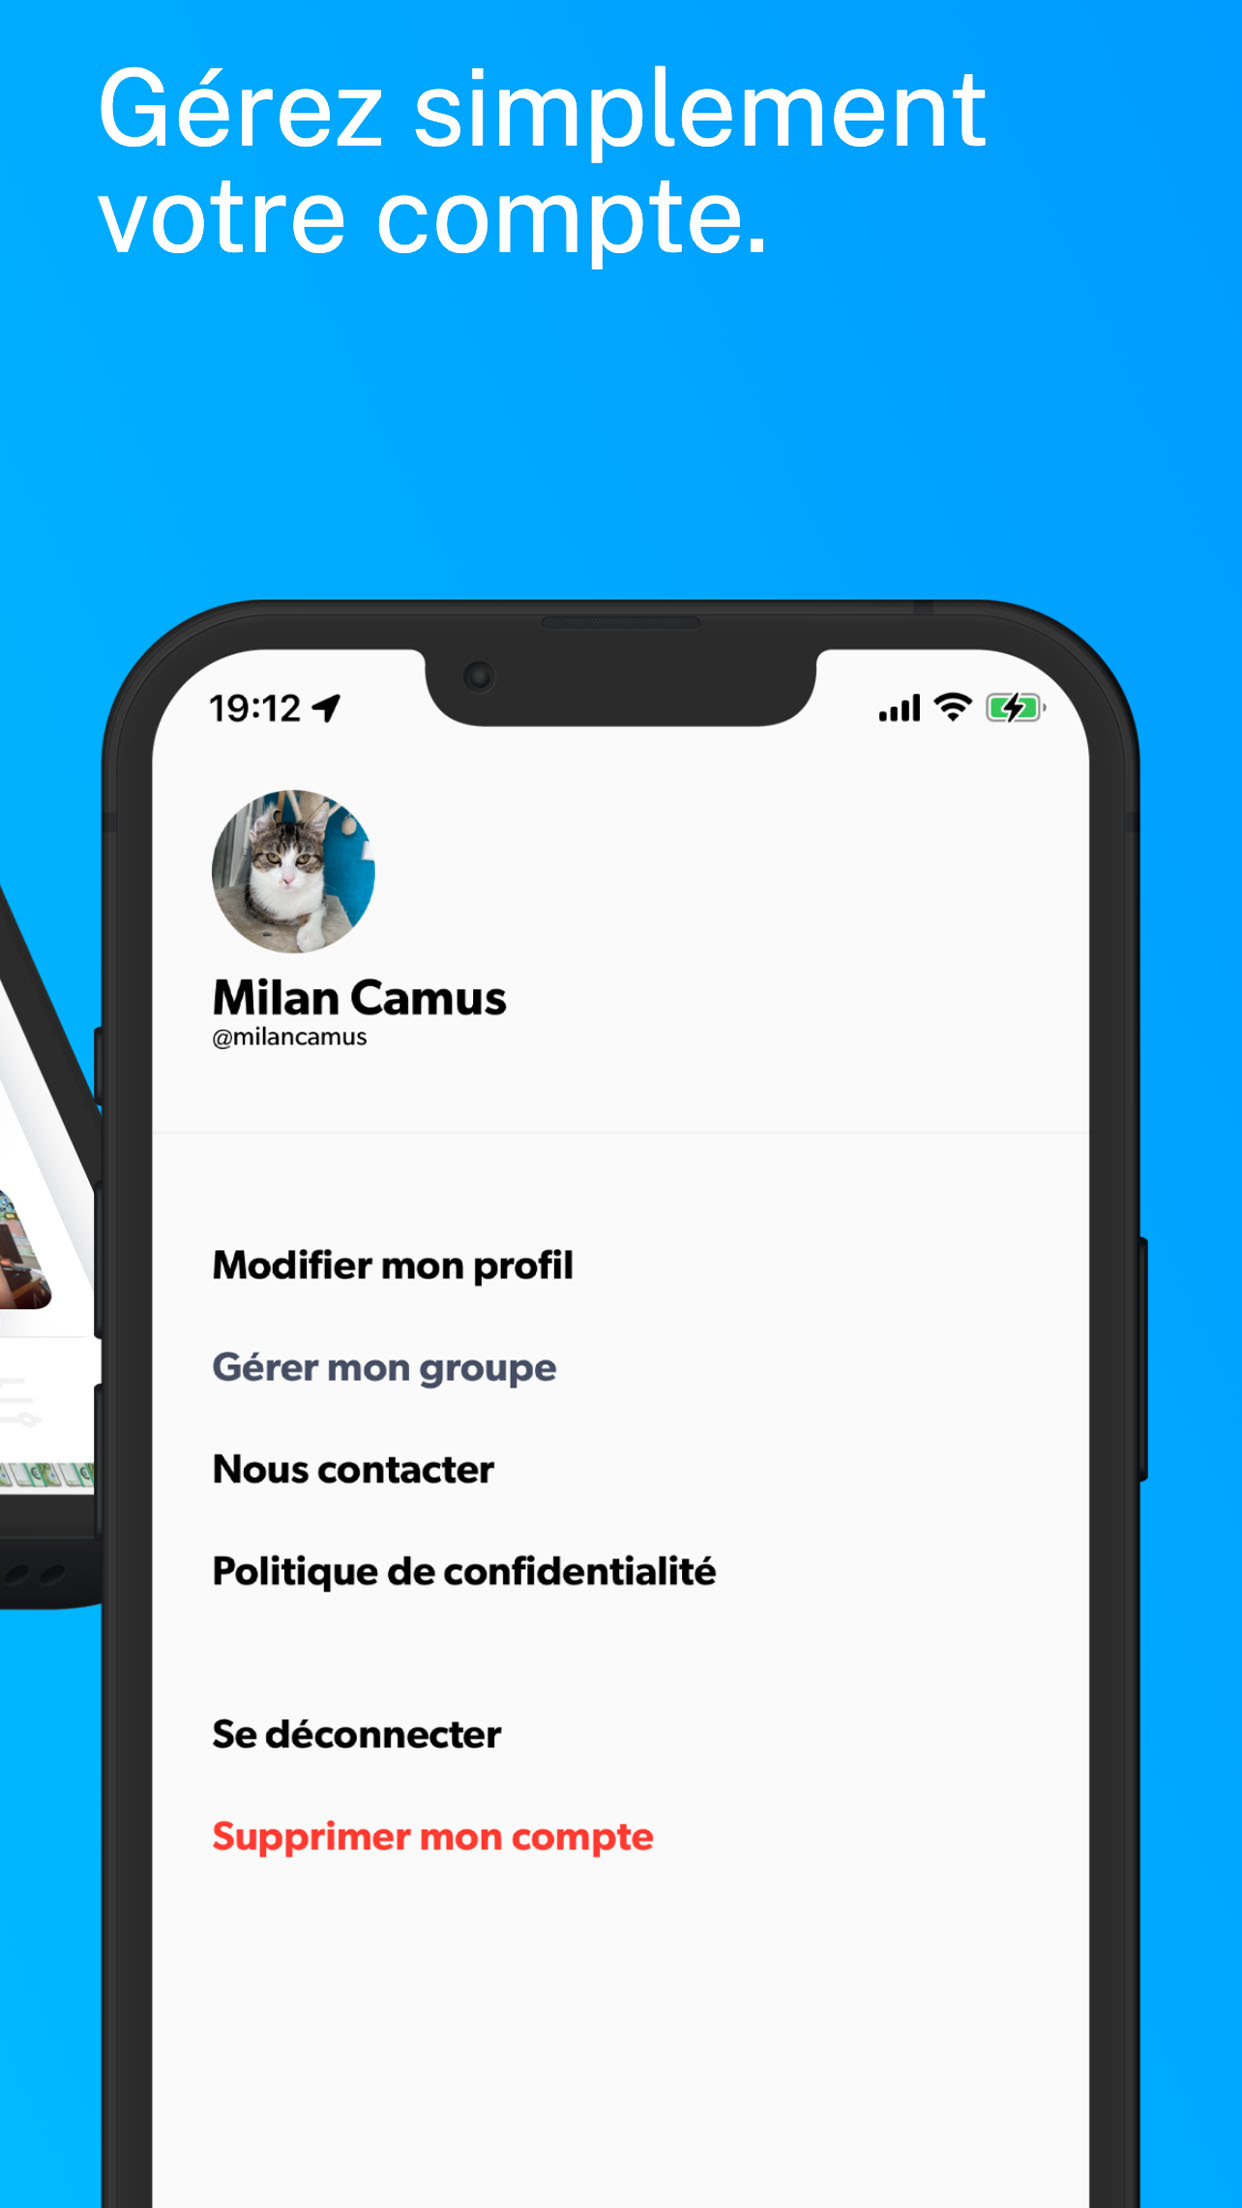 Gérez simplement
votre compte.
19:12
Milan Camus
@milancamus
Modifier mon profil
Gérer mon groupe
Nous contacter
Politique de confidentialité
Se déconnecter
Supprimer mon compte